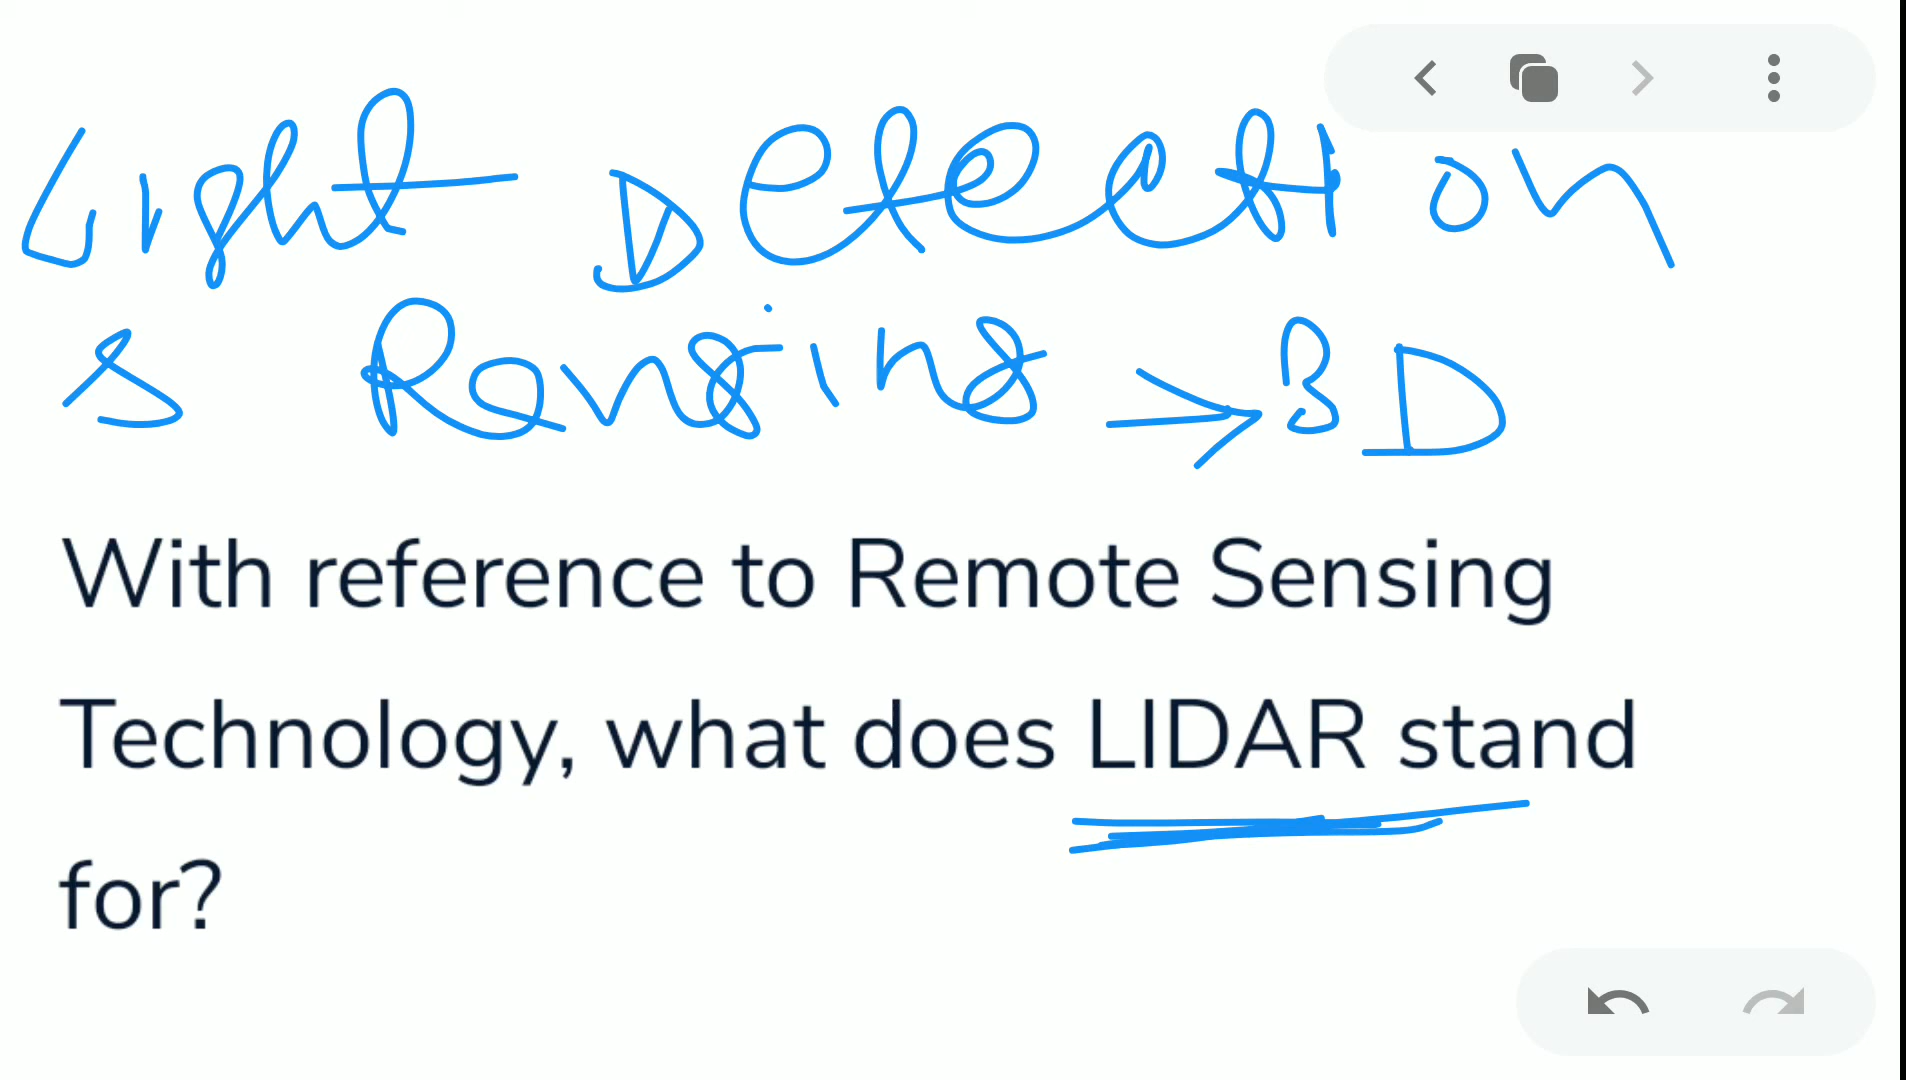 Light Detection
& Ranging → 3D
With reference to Remote Sensing
Technology, what does LIDAR stand
for?